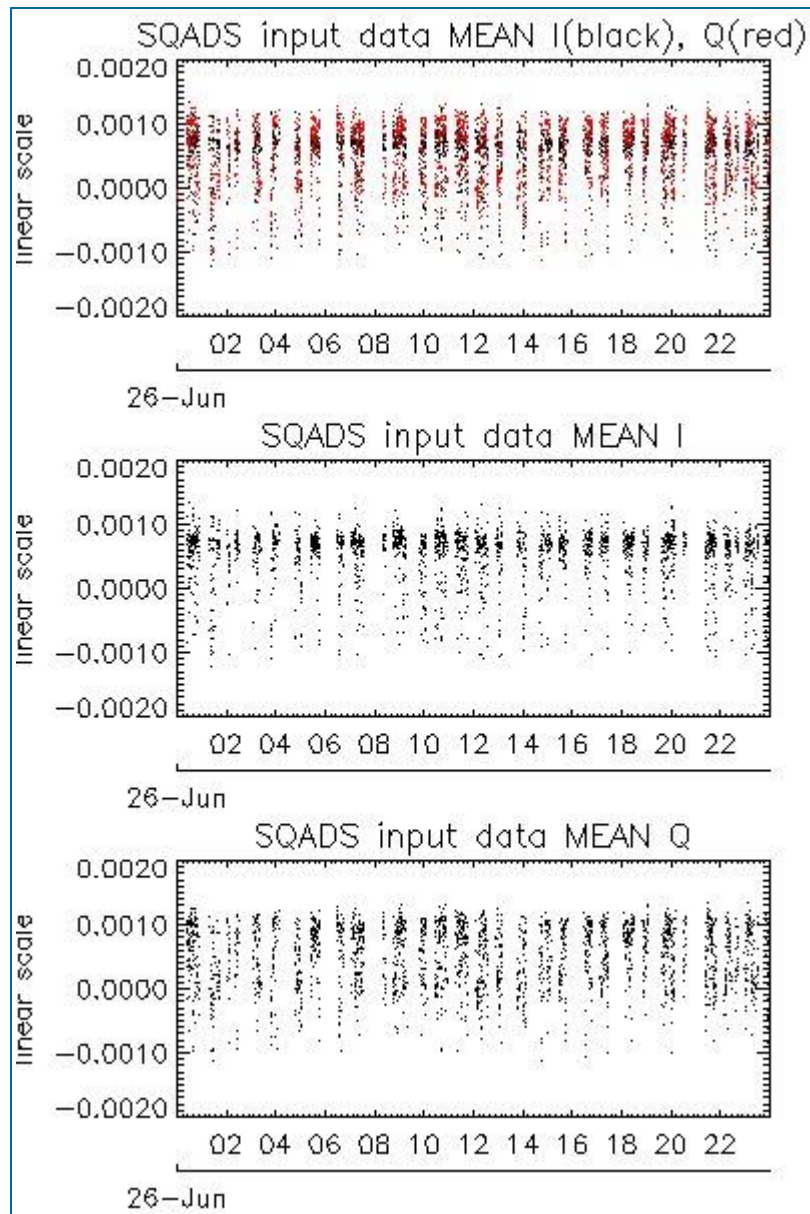 SQADS input data MEAN I(black), Q(red)
0.0020
0.0010
0.0000
−0.0010
−0.0020
linear scale
02 04 06 08 10 12 14 16 18 20 22
26−Jun
SQADS input data MEAN I
0.0020
0.0010
0.0000
−0.0010
−0.0020
linear scale
02 04 06 08 10 12 14 16 18 20 22
26−Jun
SQADS input data MEAN Q
0.0020
0.0010
0.0000
−0.0010
−0.0020
linear scale
02 04 06 08 10 12 14 16 18 20 22
26−Jun